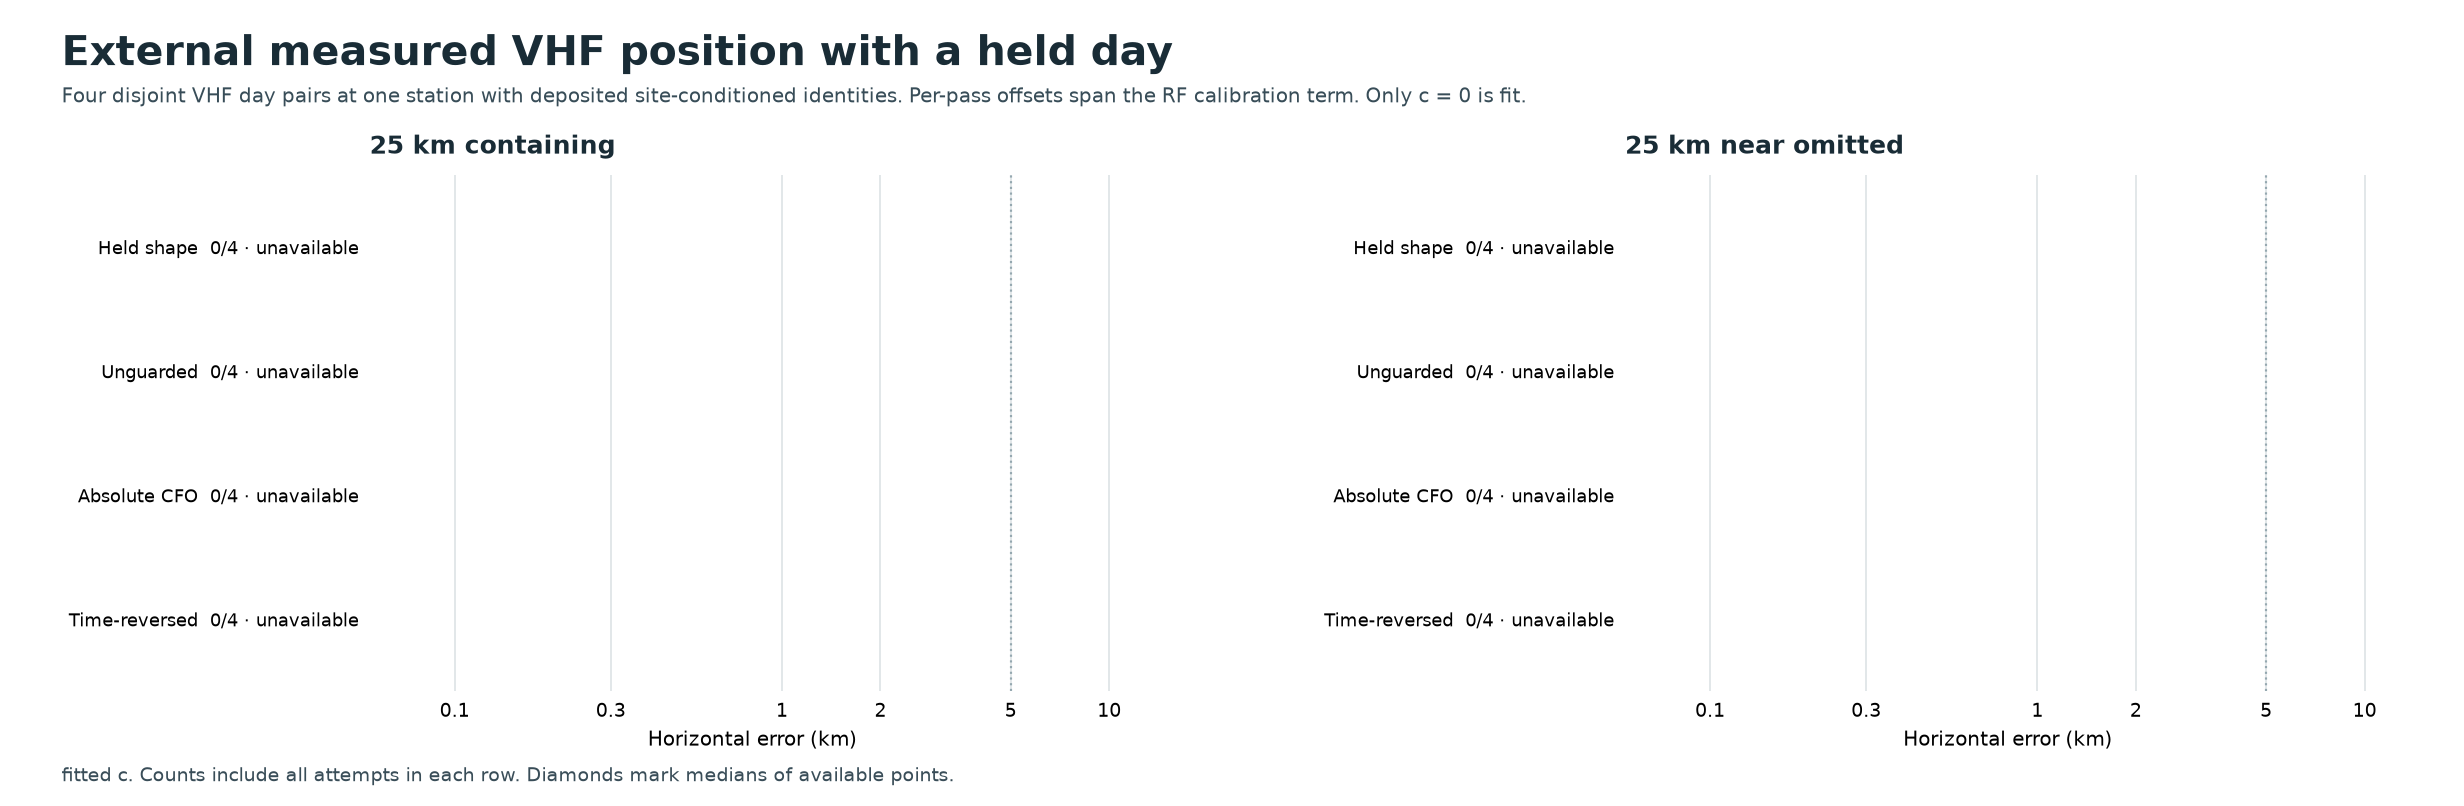 External measured VHF position with a held day
Four disjoint VHF day pairs at one station with deposited site-conditioned identities. Per-pass offsets span the RF calibration term. Only c = 0 is fit.
25 km containing
Held shape 0/4 · unavailable
Unguarded 0/4 · unavailable
Absolute CFO 0/4 · unavailable
Time-reversed 0/4 · unavailable
0.1 0.3 1 2 5 10
Horizontal error (km)
25 km near omitted
Held shape 0/4 · unavailable
Unguarded 0/4 · unavailable
Absolute CFO 0/4 · unavailable
Time-reversed 0/4 · unavailable
0.1 0.3 1 2 5 10
Horizontal error (km)
fitted c. Counts include all attempts in each row. Diamonds mark medians of available points.